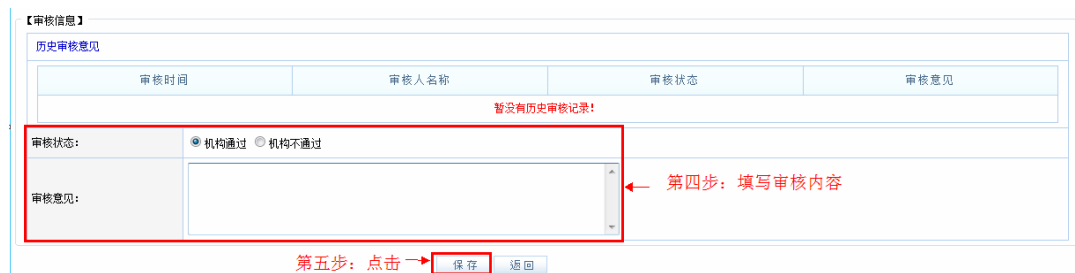 【审核信息】
历史审核意见
审核时间 审核人名称 审核状态 审核意见
暂没有历史审核记录!
审核状态: 机构通过 机构不通过
审核意见:
第四步：填写审核内容
第五步：点击 保存 返回